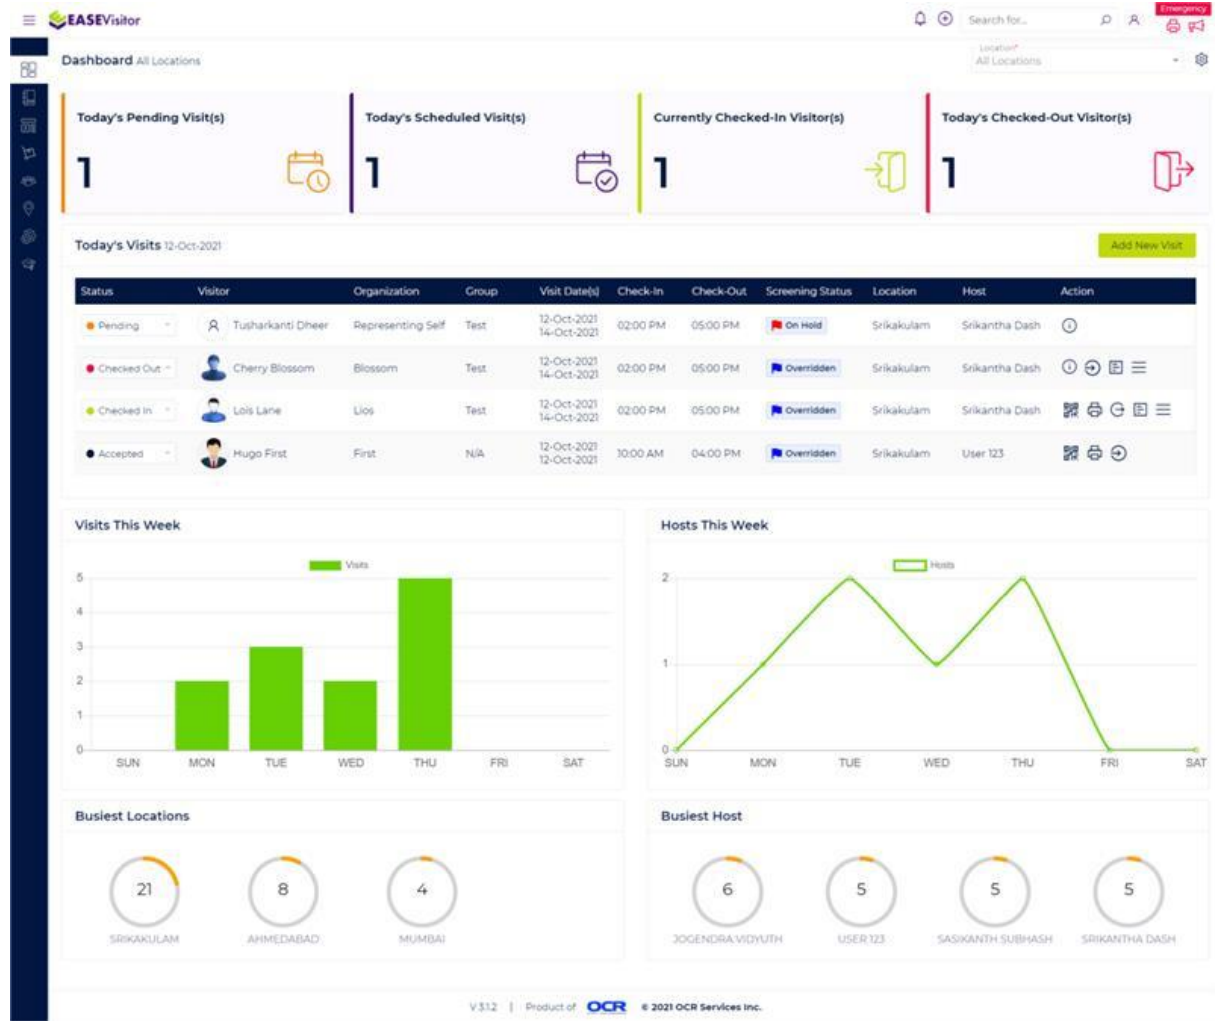 EASEVisitor
Search for...
Emergency
Dashboard All Locations
Location*
All Locations
Today's Pending Visit(s)
1
Today's Scheduled Visit(s)
1
Currently Checked-In Visitor(s)
1
Today's Checked-Out Visitor(s)
1
Today's Visits 12-Oct-2021
Add New Visit
Status Visitor Organization Group Visit Date(s) Check-In Check-Out Screening Status Location Host Action
Pending Tusharkanti Dheer Representing Self Test 12-Oct-2021 02:00 PM 05:00 PM On Hold Srikakulam Srikantha Dash
14-Oct-2021
Checked Out Cherry Blossom Blossom Test 12-Oct-2021 02:00 PM 05:00 PM Overridden Srikakulam Srikantha Dash
14-Oct-2021
Checked In Lois Lane Lios Test 12-Oct-2021 02:00 PM 05:00 PM Overridden Srikakulam Srikantha Dash
14-Oct-2021
Accepted Hugo First First N/A 12-Oct-2021 10:00 AM 04:00 PM Overridden Srikakulam User 123
12-Oct-2021
Visits This Week
Visits
5
4
3
2
1
0
SUN MON TUE WED THU FRI SAT
Hosts This Week
Hosts
2
1
0
SUN MON TUE WED THU FRI SAT
Busiest Locations
21 8 4
SRIKAKULAM AHMEDABAD MUMBAI
Busiest Host
6 5 5 5
JOGENDRA VIDYUTH USER 123 SASIKANTH SUBHASH SRIKANTHA DASH
V 3.1.2 | Product of OCR © 2021 OCR Services Inc.